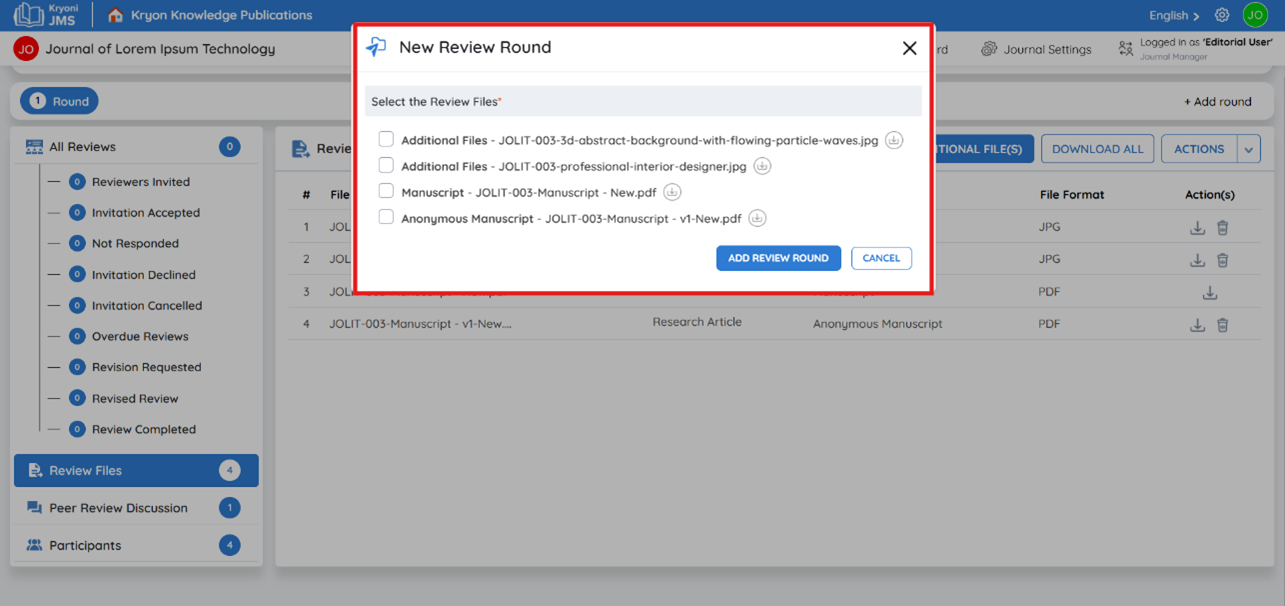 Kryoni
JMS
Kryon Knowledge Publications
English >
JO
JO
Journal of Lorem Ipsum Technology
New Review Round
rd
Journal Settings
Logged in as 'Editorial User'
Journal Manager
1 Round
+ Add round
Select the Review Files*
Additional Files - JOLIT-003-3d-abstract-background-with-flowing-particle-waves.jpg
Additional Files - JOLIT-003-professional-interior-designer.jpg
Manuscript - JOLIT-003-Manuscript - New.pdf
Anonymous Manuscript - JOLIT-003-Manuscript - v1-New.pdf
ADD REVIEW ROUND
CANCEL
All Reviews 0
0 Reviewers Invited
0 Invitation Accepted
0 Not Responded
0 Invitation Declined
0 Invitation Cancelled
0 Overdue Reviews
0 Revision Requested
0 Revised Review
0 Review Completed
Review Files 4
Peer Review Discussion 1
Participants 4
Revie
TIONAL FILE(S)
DOWNLOAD ALL
ACTIONS
# File File Format Action(s)
1 JOL JPG
2 JOL JPG
3 JOL PDF
4 JOLIT-003-Manuscript - v1-New.... Research Article Anonymous Manuscript PDF